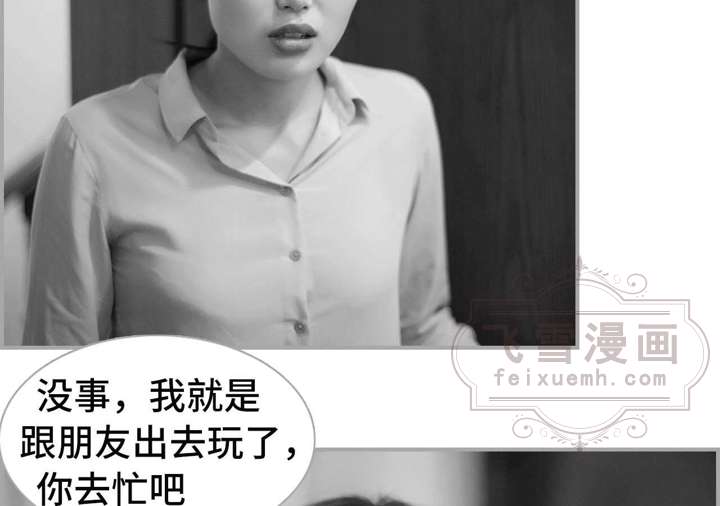 飞雪漫画
feixuemh.com
没事，我就是
跟朋友出去玩了，
你去忙吧